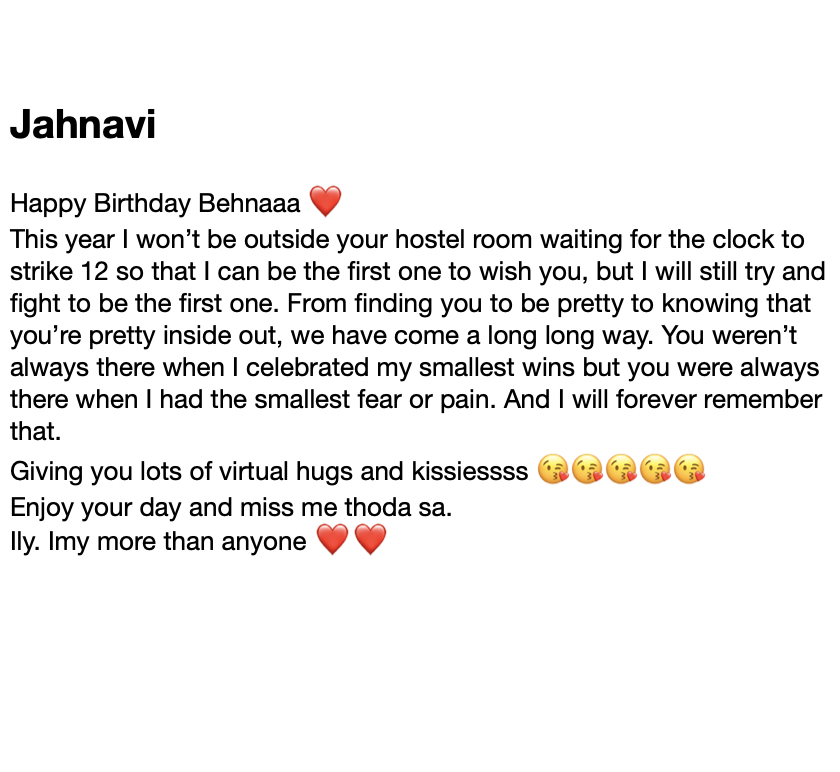 Jahnavi
Happy Birthday Behnaaa ❤️
This year I won’t be outside your hostel room waiting for the clock to
strike 12 so that I can be the first one to wish you, but I will still try and
fight to be the first one. From finding you to be pretty to knowing that
you’re pretty inside out, we have come a long long way. You weren’t
always there when I celebrated my smallest wins but you were always
there when I had the smallest fear or pain. And I will forever remember
that.
Giving you lots of virtual hugs and kissiessss 😘😘😘😘😘
Enjoy your day and miss me thoda sa.
Ily. Imy more than anyone ❤️❤️